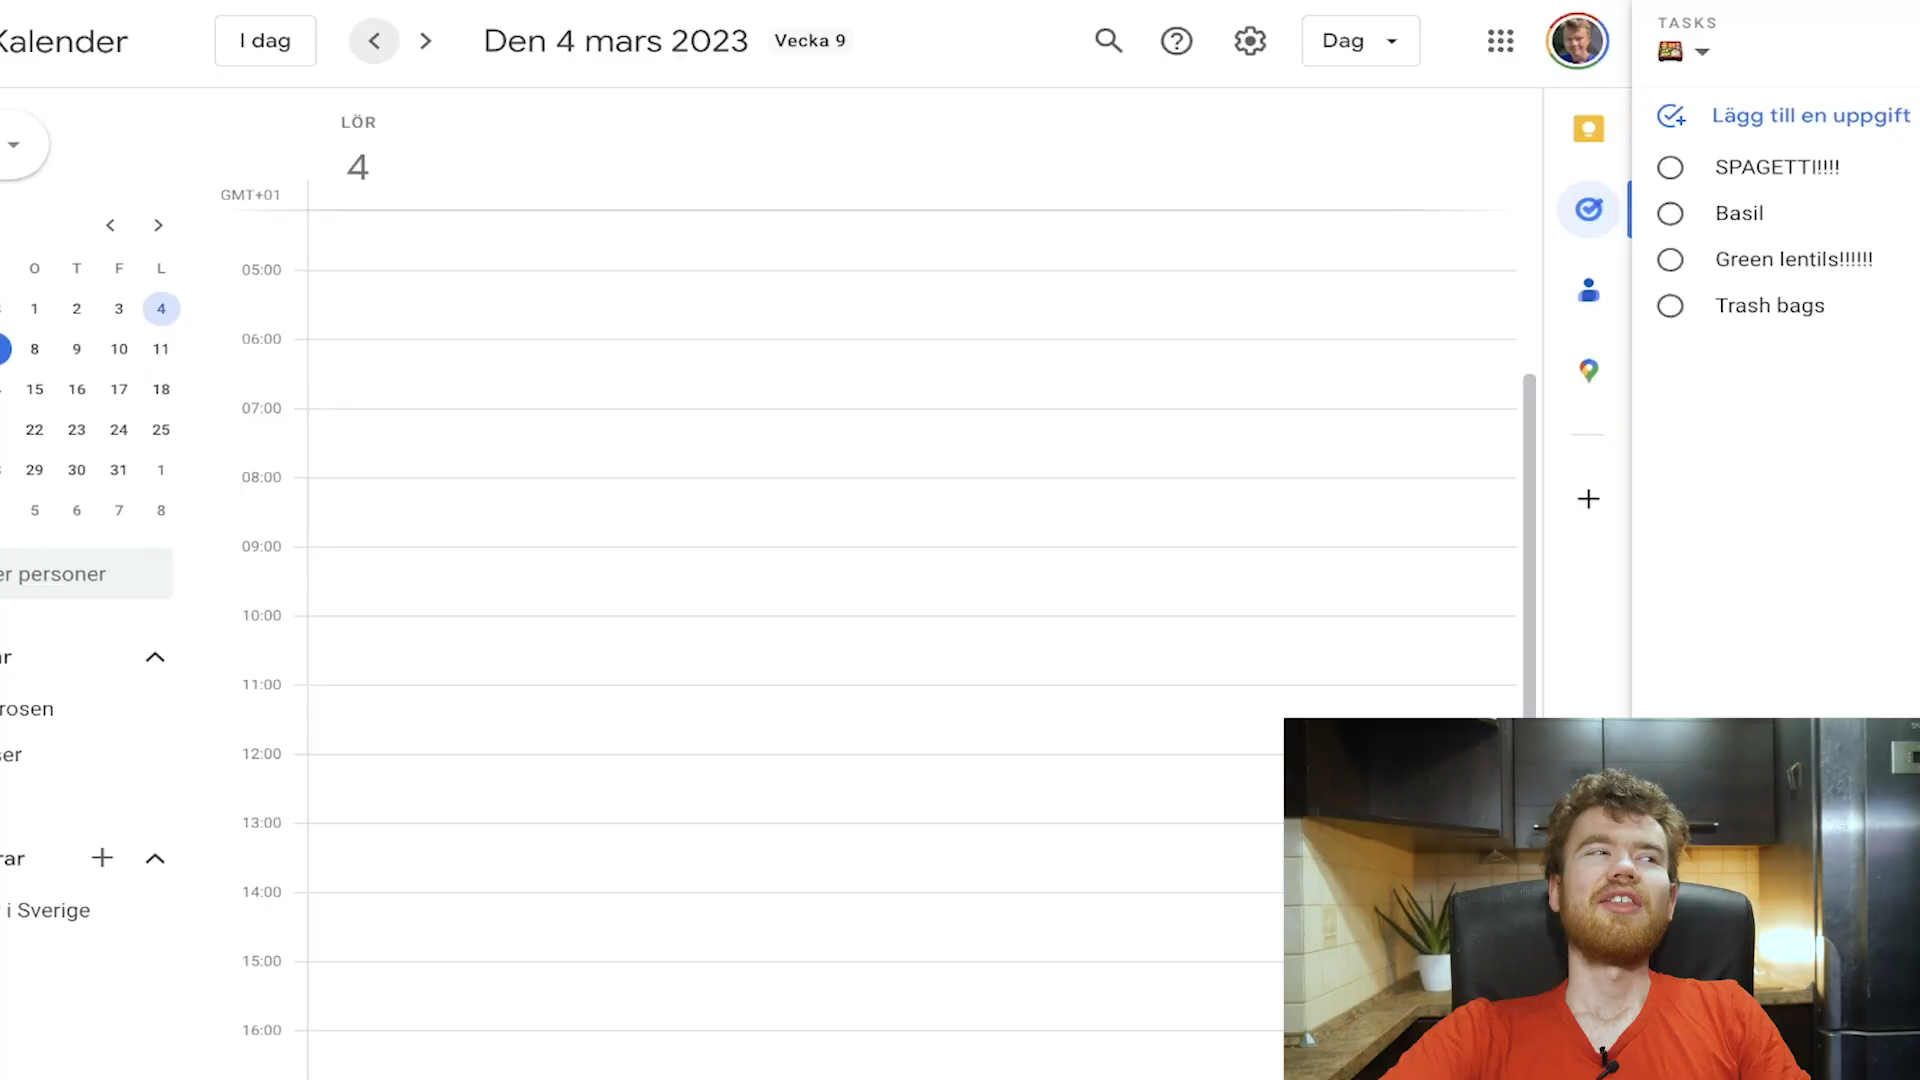 Kalender
I dag
Den 4 mars 2023
Vecka 9
Dag
TASKS
LÖR
4
GMT+01
Lägg till en uppgift
SPAGETTI!!!!
Basil
Green lentils!!!!!!
Trash bags
O T F L
1 2 3 4
8 9 10 11
15 16 17 18
22 23 24 25
29 30 31 1
5 6 7 8
er personer
ar
rosen
ser
rar
i Sverige
05:00
06:00
07:00
08:00
09:00
10:00
11:00
12:00
13:00
14:00
15:00
16:00